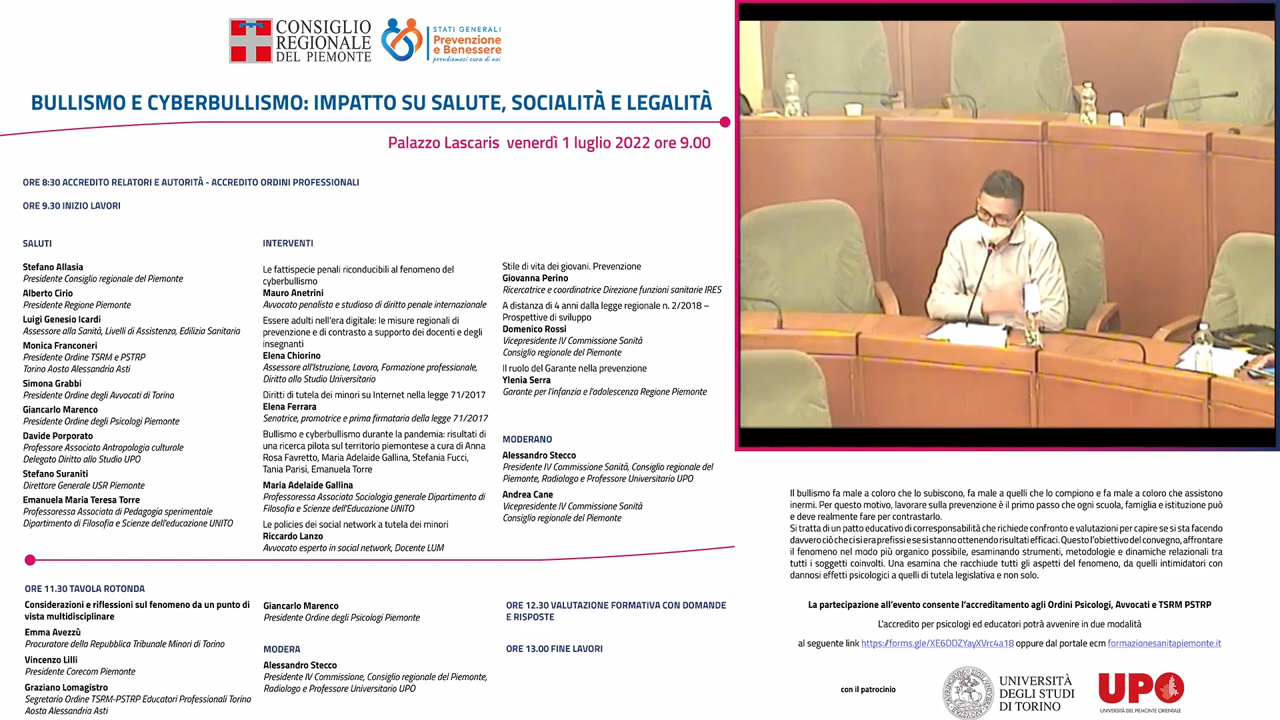 CONSIGLIO
REGIONALE
DEL PIEMONTE
STATI GENERALI
Prevenzione
e Benessere
prendiamoci cura di noi
BULLISMO E CYBERBULLISMO: IMPATTO SU SALUTE, SOCIALITÀ E LEGALITÀ
Palazzo Lascaris venerdì 1 luglio 2022 ore 9.00
ORE 8:30 ACCREDITO RELATORI E AUTORITÀ - ACCREDITO ORDINI PROFESSIONALI
ORE 9.30 INIZIO LAVORI
SALUTI
Stefano Allasia
Presidente Consiglio regionale del Piemonte
Alberto Cirio
Presidente Regione Piemonte
Luigi Genesio Icardi
Assessore alla Sanità, Livelli di Assistenza, Edilizia Sanitaria
Monica Franconeri
Presidente Ordine TSRM e PSTRP
Torino Aosta Alessandria Asti
Simona Grabbi
Presidente Ordine degli Avvocati di Torino
Giancarlo Marenco
Presidente Ordine degli Psicologi Piemonte
Davide Porporato
Professore Associato Antropologia culturale
Delegato Diritto allo Studio UPO
Stefano Suraniti
Direttore Generale USR Piemonte
Emanuela Maria Teresa Torre
Professoressa Associata di Pedagogia sperimentale
Dipartimento di Filosofia e Scienze dell'educazione UNITO
INTERVENTI
Le fattispecie penali riconducibili al fenomeno del
cyberbullismo
Mauro Anetrini
Avvocato penalista e studioso di diritto penale internazionale
Essere adulti nell'era digitale: le misure regionali di
prevenzione e di contrasto a supporto dei docenti e degli
insegnanti
Elena Chiorino
Assessore all'Istruzione, Lavoro, Formazione professionale,
Diritto allo Studio Universitario
Diritti di tutela dei minori su Internet nella legge 71/2017
Elena Ferrara
Senatrice, promotrice e prima firmataria della legge 71/2017
Bullismo e cyberbullismo durante la pandemia: risultati di
una ricerca pilota sul territorio piemontese a cura di Anna
Rosa Favretto, Maria Adelaide Gallina, Stefania Fucci,
Tania Parisi, Emanuela Torre
Maria Adelaide Gallina
Professoressa Associata Sociologia generale Dipartimento di
Filosofia e Scienze dell'Educazione UNITO
Le policies dei social network a tutela dei minori
Riccardo Lanzo
Avvocato esperto in social network, Docente LUM
Stile di vita dei giovani. Prevenzione
Giovanna Perino
Ricercatrice e coordinatrice Direzione funzioni sanitarie IRES
A distanza di 4 anni dalla legge regionale n. 2/2018 –
Prospettive di sviluppo
Domenico Rossi
Vicepresidente IV Commissione Sanità
Consiglio regionale del Piemonte
Il ruolo del Garante nella prevenzione
Ylenia Serra
Garante per l'infanzia e l'adolescenza Regione Piemonte
MODERANO
Alessandro Stecco
Presidente IV Commissione Sanità, Consiglio regionale del
Piemonte, Radiologo e Professore Universitario UPO
Andrea Cane
Vicepresidente IV Commissione Sanità
Consiglio regionale del Piemonte
ORE 11.30 TAVOLA ROTONDA
Considerazioni e riflessioni sul fenomeno da un punto di
vista multidisciplinare
Emma Avezzù
Procuratore della Repubblica Tribunale Minori di Torino
Vincenzo Lilli
Presidente Corecom Piemonte
Graziano Lomagistro
Segretario Ordine TSRM-PSTRP Educatori Professionali Torino
Aosta Alessandria Asti
Giancarlo Marenco
Presidente Ordine degli Psicologi Piemonte
MODERA
Alessandro Stecco
Presidente IV Commissione, Consiglio regionale del Piemonte,
Radiologo e Professore Universitario UPO
ORE 12.30 VALUTAZIONE FORMATIVA CON DOMANDE
E RISPOSTE
ORE 13.00 FINE LAVORI
Il bullismo fa male a coloro che lo subiscono, fa male a quelli che lo compiono e fa male a coloro che assistono
inermi. Per questo motivo, lavorare sulla prevenzione è il primo passo che ogni scuola, famiglia e istituzione può
e deve realmente fare per contrastarlo.
Si tratta di un patto educativo di corresponsabilità che richiede confronto e valutazioni per capire se si sta facendo
davvero ciò che ci si era prefissi e se si stanno ottenendo risultati efficaci. Questo l'obiettivo del convegno, affrontare
il fenomeno nel modo più organico possibile, esaminando strumenti, metodologie e dinamiche relazionali tra
tutti i soggetti coinvolti. Una esamina che racchiude tutti gli aspetti del fenomeno, da quelli intimidatori con
dannosi effetti psicologici a quelli di tutela legislativa e non solo.
La partecipazione all'evento consente l'accreditamento agli Ordini Psicologi, Avvocati e TSRM PSTRP
L'accredito per psicologi ed educatori potrà avvenire in due modalità
al seguente link https://forms.gle/XE6DDZYayXVrc4a18 oppure dal portale ecm formazionesanitapiemonte.it
con il patrocinio
UNIVERSITÀ
DEGLI STUDI
DI TORINO
UPO
UNIVERSITÀ DEL PIEMONTE ORIENTALE